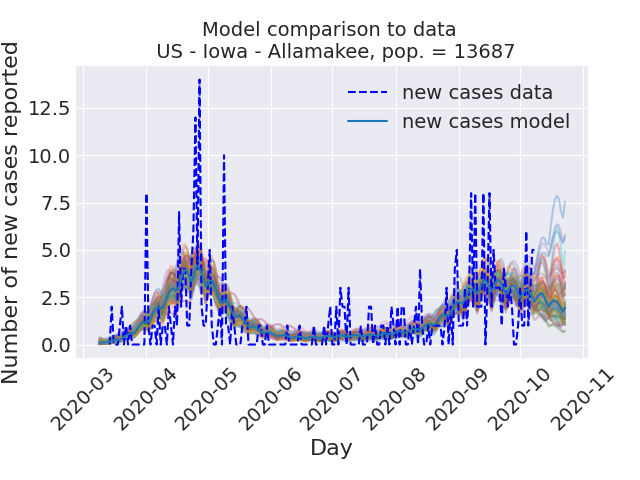 Model comparison to data
US - Iowa - Allamakee, pop. = 13687
Number of new cases reported
12.5
10.0
7.5
5.0
2.5
0.0
new cases data
new cases model
2020-03
2020-04
2020-05
2020-06
2020-07
2020-08
2020-09
2020-10
2020-11
Day